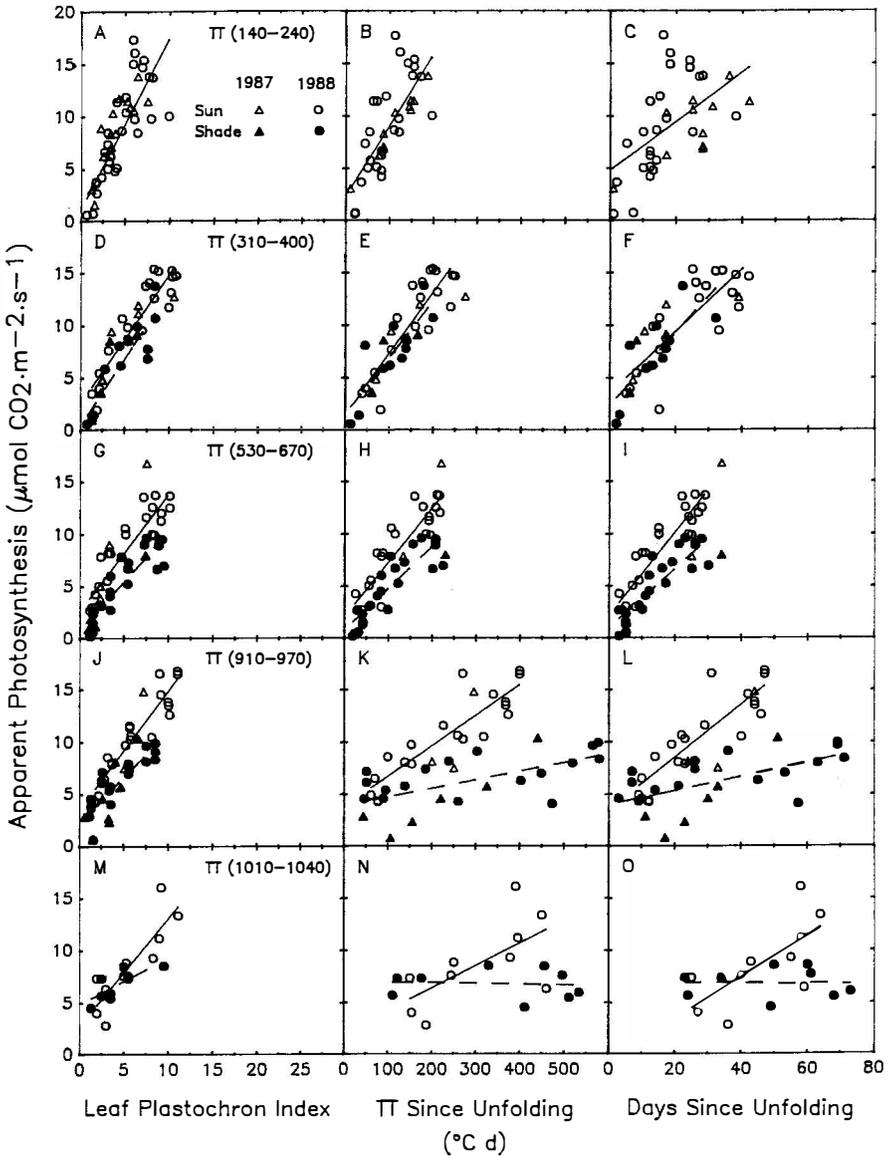 20
A
TT (140–240)
B
C
15
1987
1988
10
Sun
Shade
5
0
D
TT (310–400)
E
F
15
10
5
0
G
TT (530–670)
H
I
15
10
5
0
J
TT (910–970)
K
L
15
10
5
0
M
TT (1010–1040)
N
O
15
10
5
0
0 5 10 15 20 25
0 100 200 300 400 500
0 20 40 60 80
Apparent Photosynthesis (μmol CO2·m−2·s−1)
Leaf Plastochron Index
TT Since Unfolding
(°C d)
Days Since Unfolding